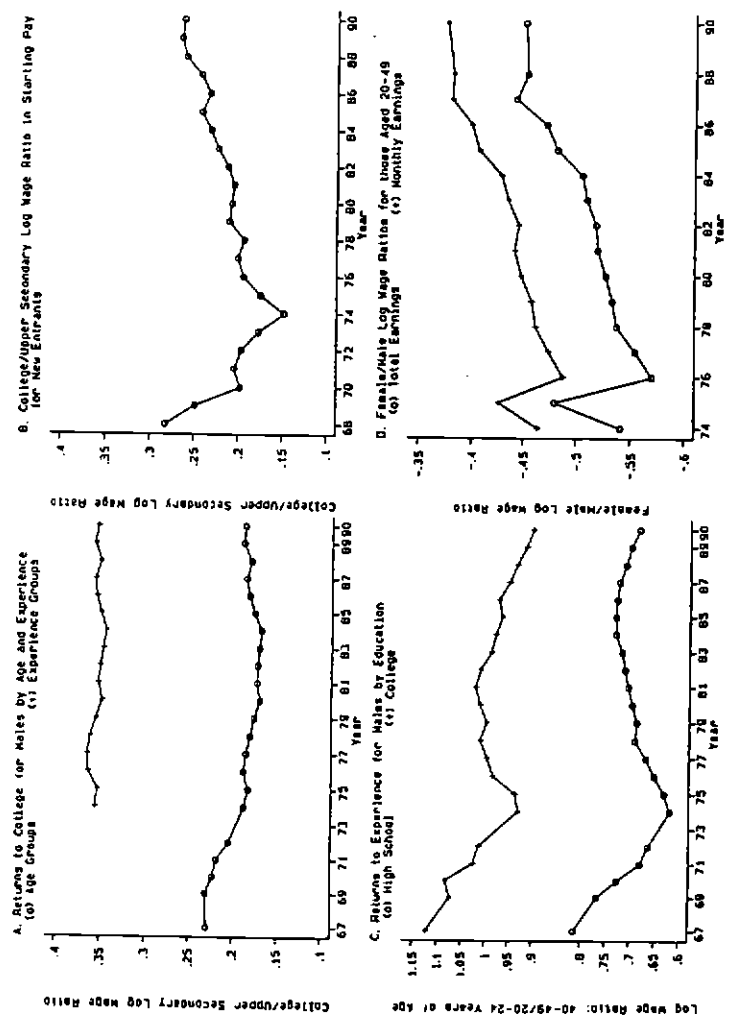 A. Returns to College for Males by Age and Experience
(o) Age Groups (+) Experience Groups
College/Upper Secondary Log Wage Ratio
.4
.35
.3
.25
.2
.15
.1
67 69 71 73 75 77 79 81 83 85 87 89 90
Year
B. College/Upper Secondary Log Wage Ratio in Starting Pay
for New Entrants
College/Upper Secondary Log Wage Ratio
.4
.35
.3
.25
.2
.15
.1
68 70 72 74 76 78 80 82 84 86 88 90
Year
C. Returns to Experience for Males by Education
(o) High School (+) College
Log Wage Ratio: 40-49/20-24 Years of Age
1.15
1.1
1.05
1
.95
.9
.85
.8
.75
.7
.65
.6
67 69 71 73 75 77 79 81 83 85 87 89 90
Year
D. Female/Male Log Wage Ratios for those Aged 20-49
(o) Total Earnings (+) Monthly Earnings
Female/Male Log Wage Ratio
-.35
-.4
-.45
-.5
-.55
-.6
74 76 78 80 82 84 86 88 90
Year